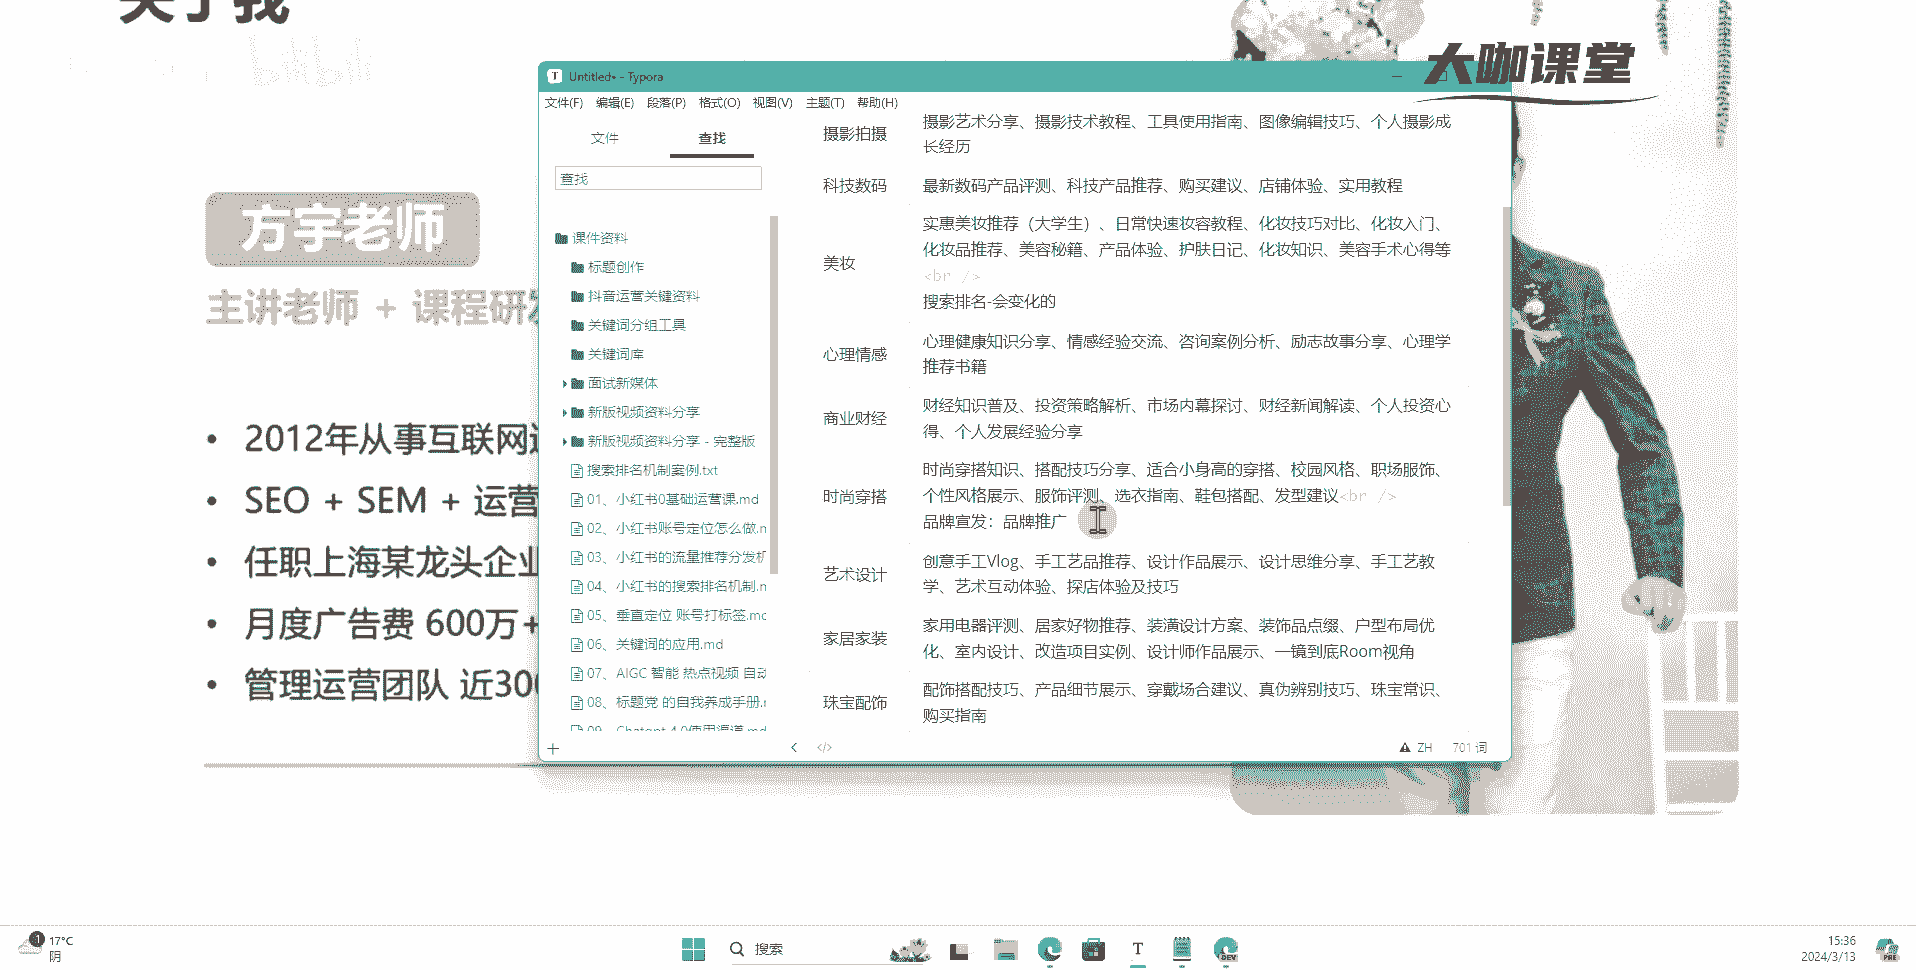 关于我
bilibili
大咖课堂
方宇老师
主讲老师 + 课程研发
2012年从事互联网
SEO + SEM + 运营
任职上海某龙头企业
月度广告费 600万+
管理运营团队 近300
Untitled• - Typora
文件(F) 编辑(E) 段落(P) 格式(O) 视图(V) 主题(T) 帮助(H)
文件 查找
查找
课件资料
标题创作
抖音运营关键资料
关键词分组工具
关键词库
面试新媒体
新版视频资料分享
新版视频资料分享 - 完整版
搜索排名机制案例.txt
01、小红书0基础运营课.md
02、小红书账号定位怎么做.n
03、小红书的流量推荐分发机
04、小红书的搜索排名机制.n
05、垂直定位 账号打标签.mc
06、关键词的应用.md
07、AIGC 智能 热点视频 自动
08、标题党 的自我养成手册.r
09、Chatgpt 4.0使用渠道.md
摄影拍摄
摄影艺术分享、摄影技术教程、工具使用指南、图像编辑技巧、个人摄影成
长经历
科技数码
最新数码产品评测、科技产品推荐、购买建议、店铺体验、实用教程
美妆
实惠美妆推荐（大学生）、日常快速妆容教程、化妆技巧对比、化妆入门、
化妆品推荐、美容秘籍、产品体验、护肤日记、化妆知识、美容手术心得等
<br />
搜索排名-会变化的
心理情感
心理健康知识分享、情感经验交流、咨询案例分析、励志故事分享、心理学
推荐书籍
商业财经
财经知识普及、投资策略解析、市场内幕探讨、财经新闻解读、个人投资心
得、个人发展经验分享
时尚穿搭
时尚穿搭知识、搭配技巧分享、适合小身高的穿搭、校园风格、职场服饰、
个性风格展示、服饰评测、选衣指南、鞋包搭配、发型建议<br />
品牌宣发：品牌推广
艺术设计
创意手工Vlog、手工艺品推荐、设计作品展示、设计思维分享、手工艺教
学、艺术互动体验、探店体验及技巧
家居家装
家用电器评测、居家好物推荐、装潢设计方案、装饰品点缀、户型布局优
化、室内设计、改造项目实例、设计师作品展示、一镜到底Room视角
珠宝配饰
配饰搭配技巧、产品细节展示、穿戴场合建议、真伪辨别技巧、珠宝常识、
购买指南
ZH 701 词
1
17°C
阴
搜索
DEV
15:36
2024/3/13
PRE